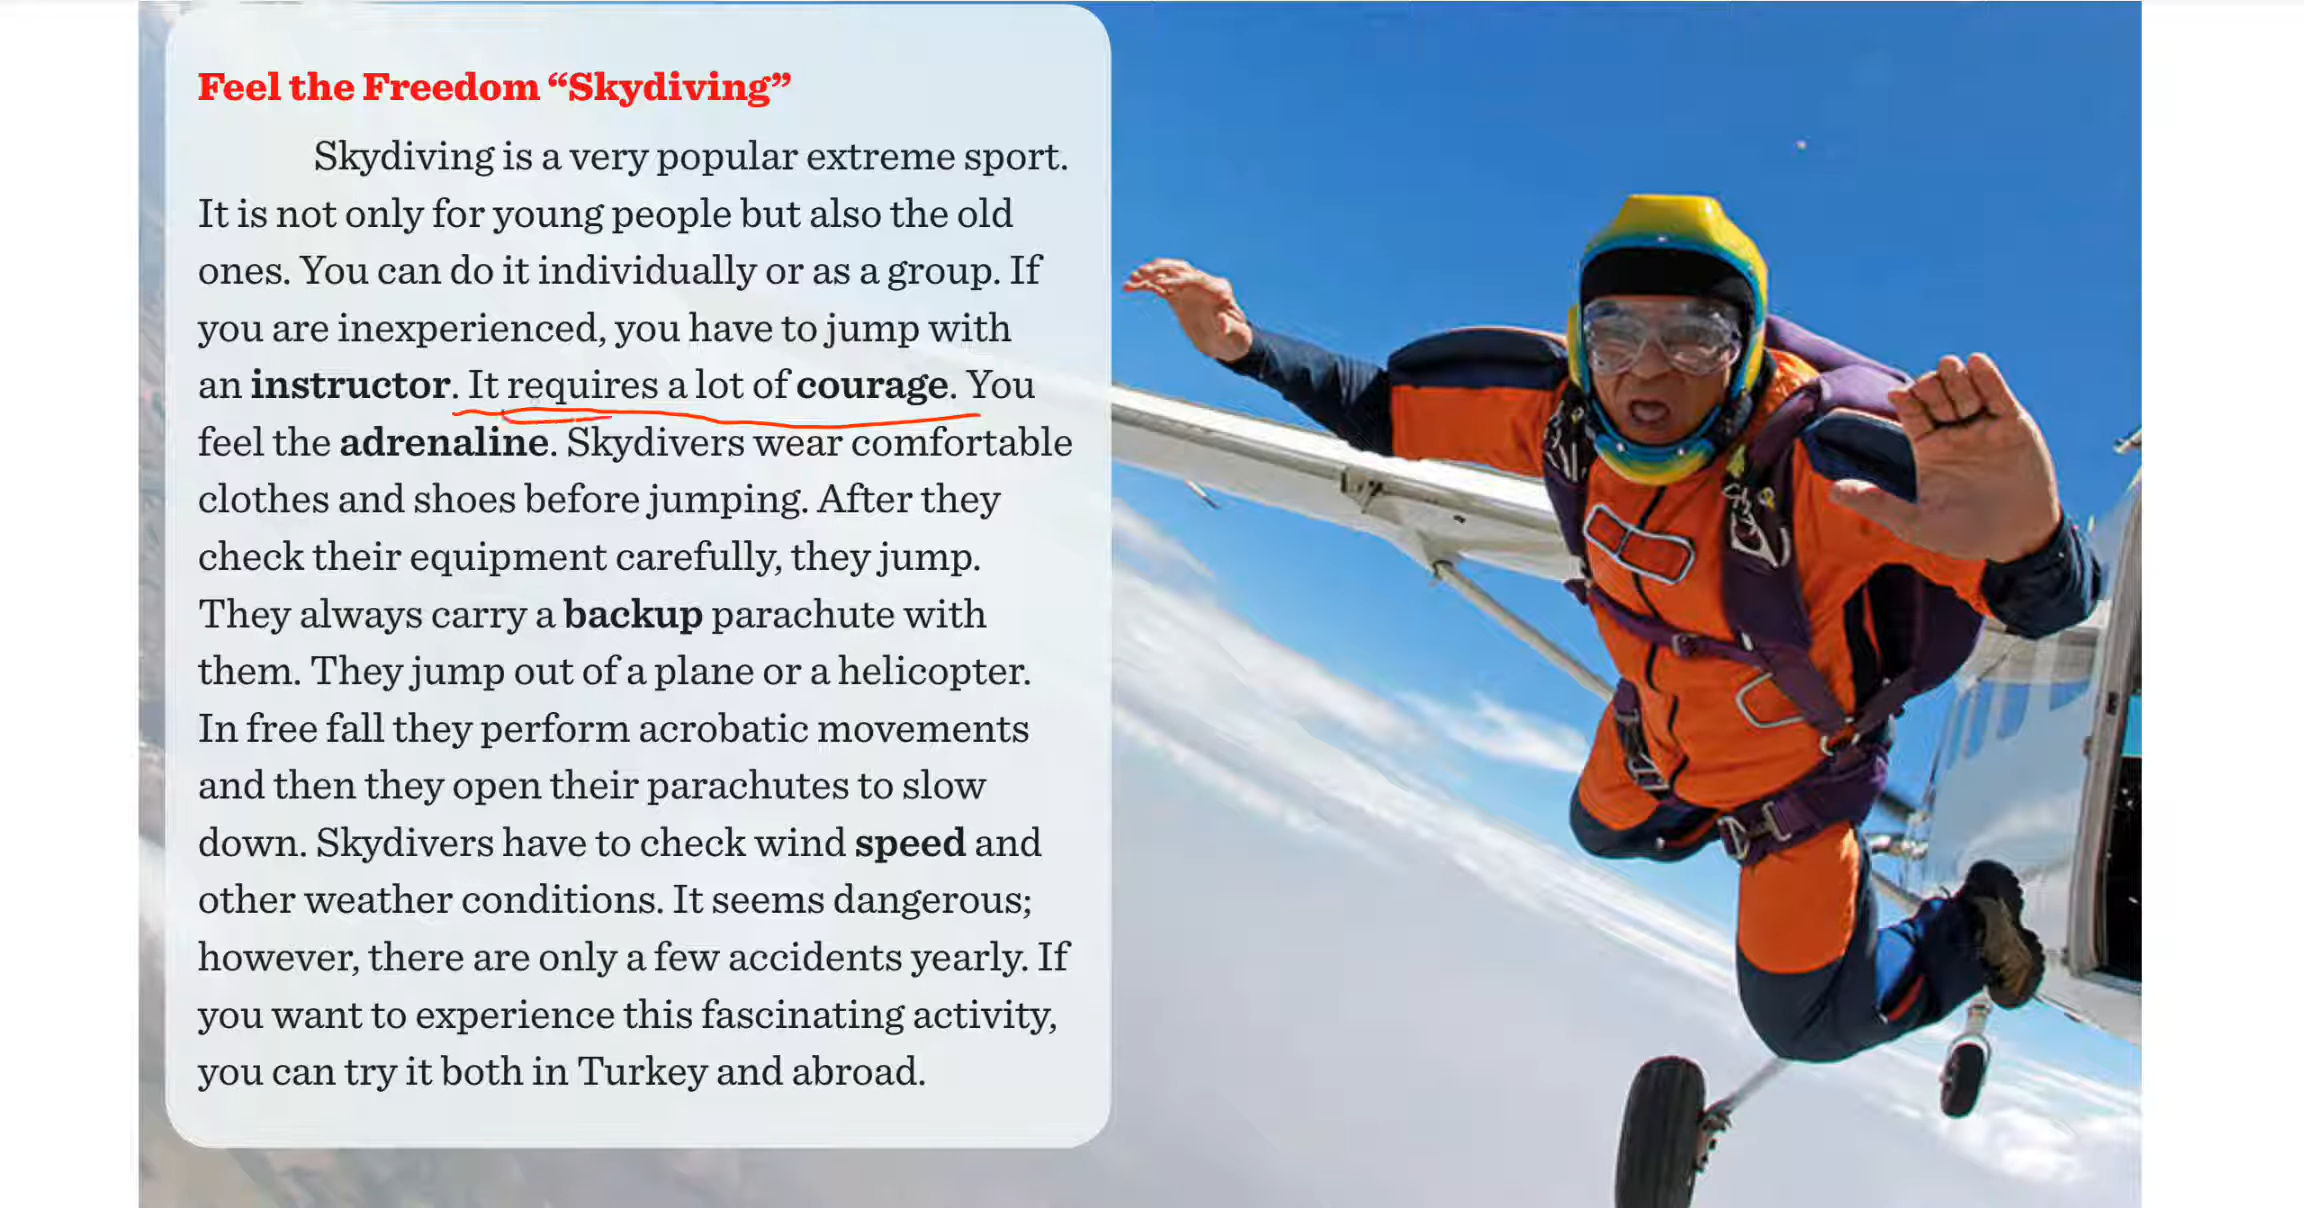 Feel the Freedom “Skydiving”
Skydiving is a very popular extreme sport.
It is not only for young people but also the old
ones. You can do it individually or as a group. If
you are inexperienced, you have to jump with
an instructor. It requires a lot of courage. You
feel the adrenaline. Skydivers wear comfortable
clothes and shoes before jumping. After they
check their equipment carefully, they jump.
They always carry a backup parachute with
them. They jump out of a plane or a helicopter.
In free fall they perform acrobatic movements
and then they open their parachutes to slow
down. Skydivers have to check wind speed and
other weather conditions. It seems dangerous;
however, there are only a few accidents yearly. If
you want to experience this fascinating activity,
you can try it both in Turkey and abroad.